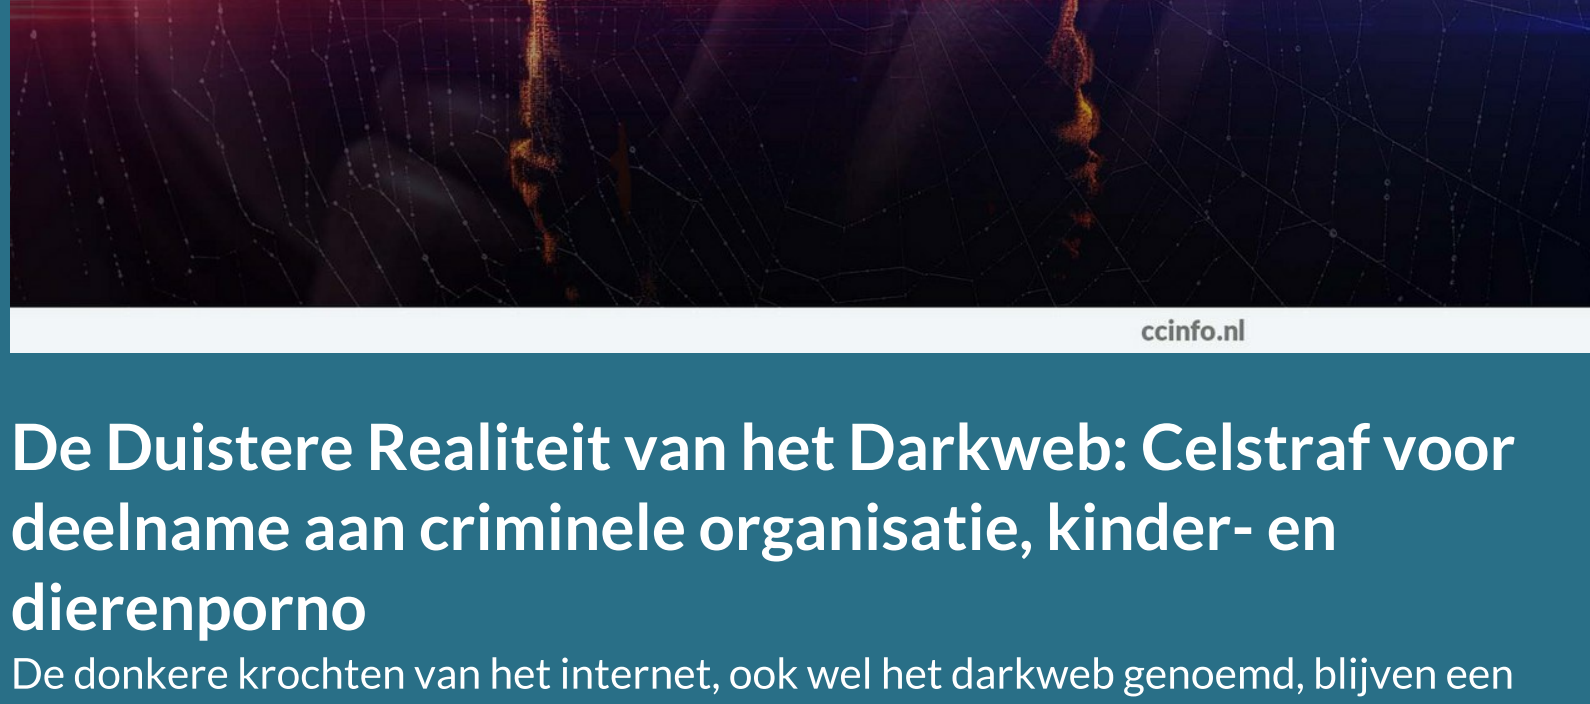 ccinfo.nl
De Duistere Realiteit van het Darkweb: Celstraf voor
deelname aan criminele organisatie, kinder- en
dierenporno
De donkere krochten van het internet, ook wel het darkweb genoemd, blijven een